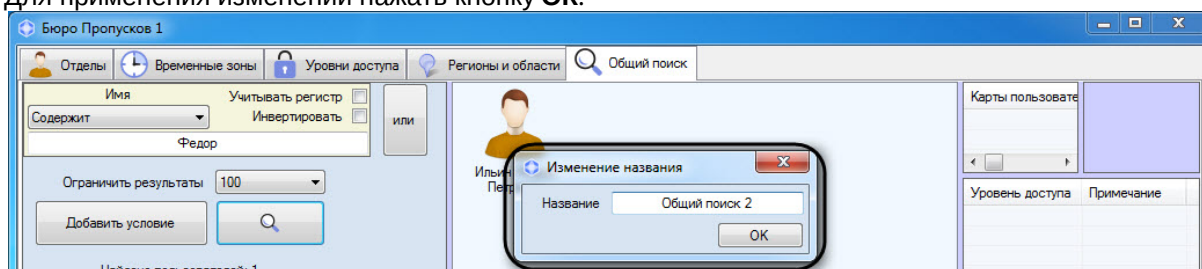 Для применения изменений нажать кнопку ОК.
Бюро Пропусков 1
Отделы Временные зоны Уровни доступа Регионы и области Общий поиск
Имя
Учитывать регистр
Содержит
Инвертировать
Федор
или
Ограничить результаты 100
Добавить условие
Изменение названия
Название Общий поиск 2
OK
Карты пользовате
Уровень доступа Примечание